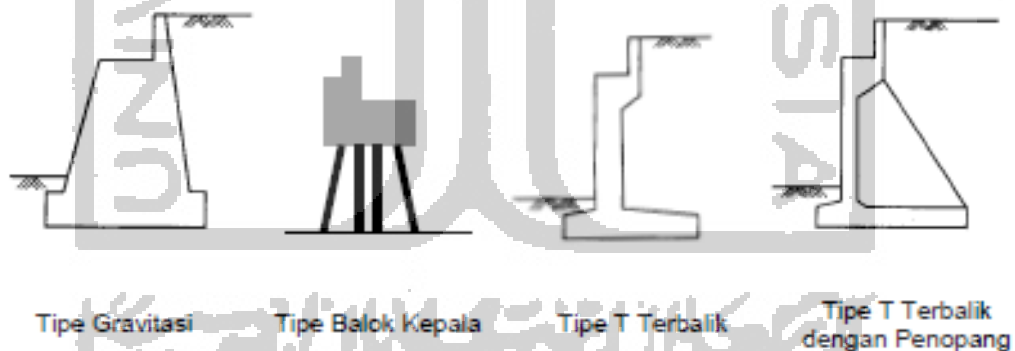 Tipe Gravitasi
Tipe Balok Kepala
Tipe T Terbalik
Tipe T Terbalik
dengan Penopang